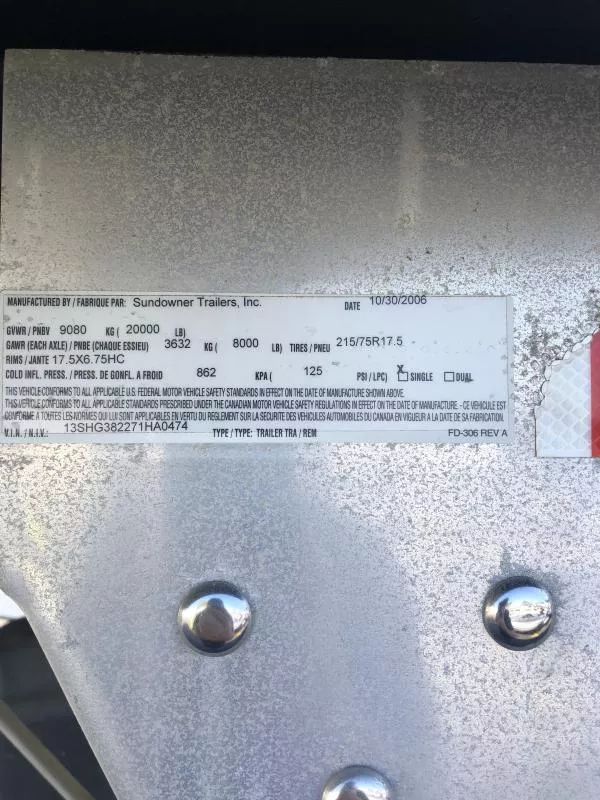 MANUFACTURED BY / FABRIQUE PAR: Sundowner Trailers, Inc. DATE 10/30/2006
GVWR / PNBV 9080 KG ( 20000 LB)
GAWR (EACH AXLE) / PNBE (CHAQUE ESSIEU) 3632 KG ( 8000 LB) TIRES / PNEU 215/75R17.5
RIMS / JANTE 17.5X6.75HC
COLD INFL. PRESS. / PRESS. DE GONFL. A FROID 862 KPA ( 125 PSI / LPC) X SINGLE DUAL
THIS VEHICLE CONFORMS TO ALL APPLICABLE U.S. FEDERAL MOTOR VEHICLE SAFETY STANDARDS IN EFFECT ON THE DATE OF MANUFACTURE SHOWN ABOVE.
THIS VEHICLE CONFORMS TO ALL APPLICABLE STANDARDS PRESCRIBED UNDER THE CANADIAN MOTOR VEHICLE SAFETY REGULATIONS IN EFFECT ON THE DATE OF MANUFACTURE. - CE VEHICULE EST
CONFORME A TOUTES LES NORMES QUI LUI SONT APPLICABLES EN VERTU DU REGLEMENT SUR LA SECURITE DES VEHICULES AUTOMOBILES DU CANADA EN VIGUEUR A LA DATE DE SA FABRICATION.
V.I.N. / N.I.V.: 13SHG382271HA0474 TYPE / TYPE: TRAILER TRA / REM FD-306 REV A